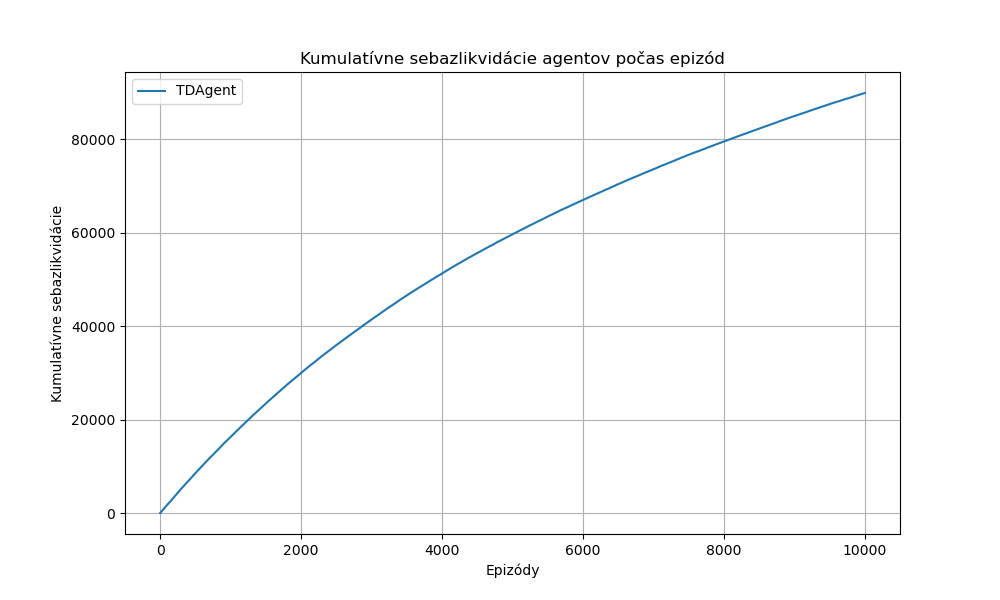 Kumulatívne sebazlikvidácie agentov počas epizód
TDAgent
Kumulatívne sebazlikvidácie
80000
60000
40000
20000
0
0 2000 4000 6000 8000 10000
Epizódy